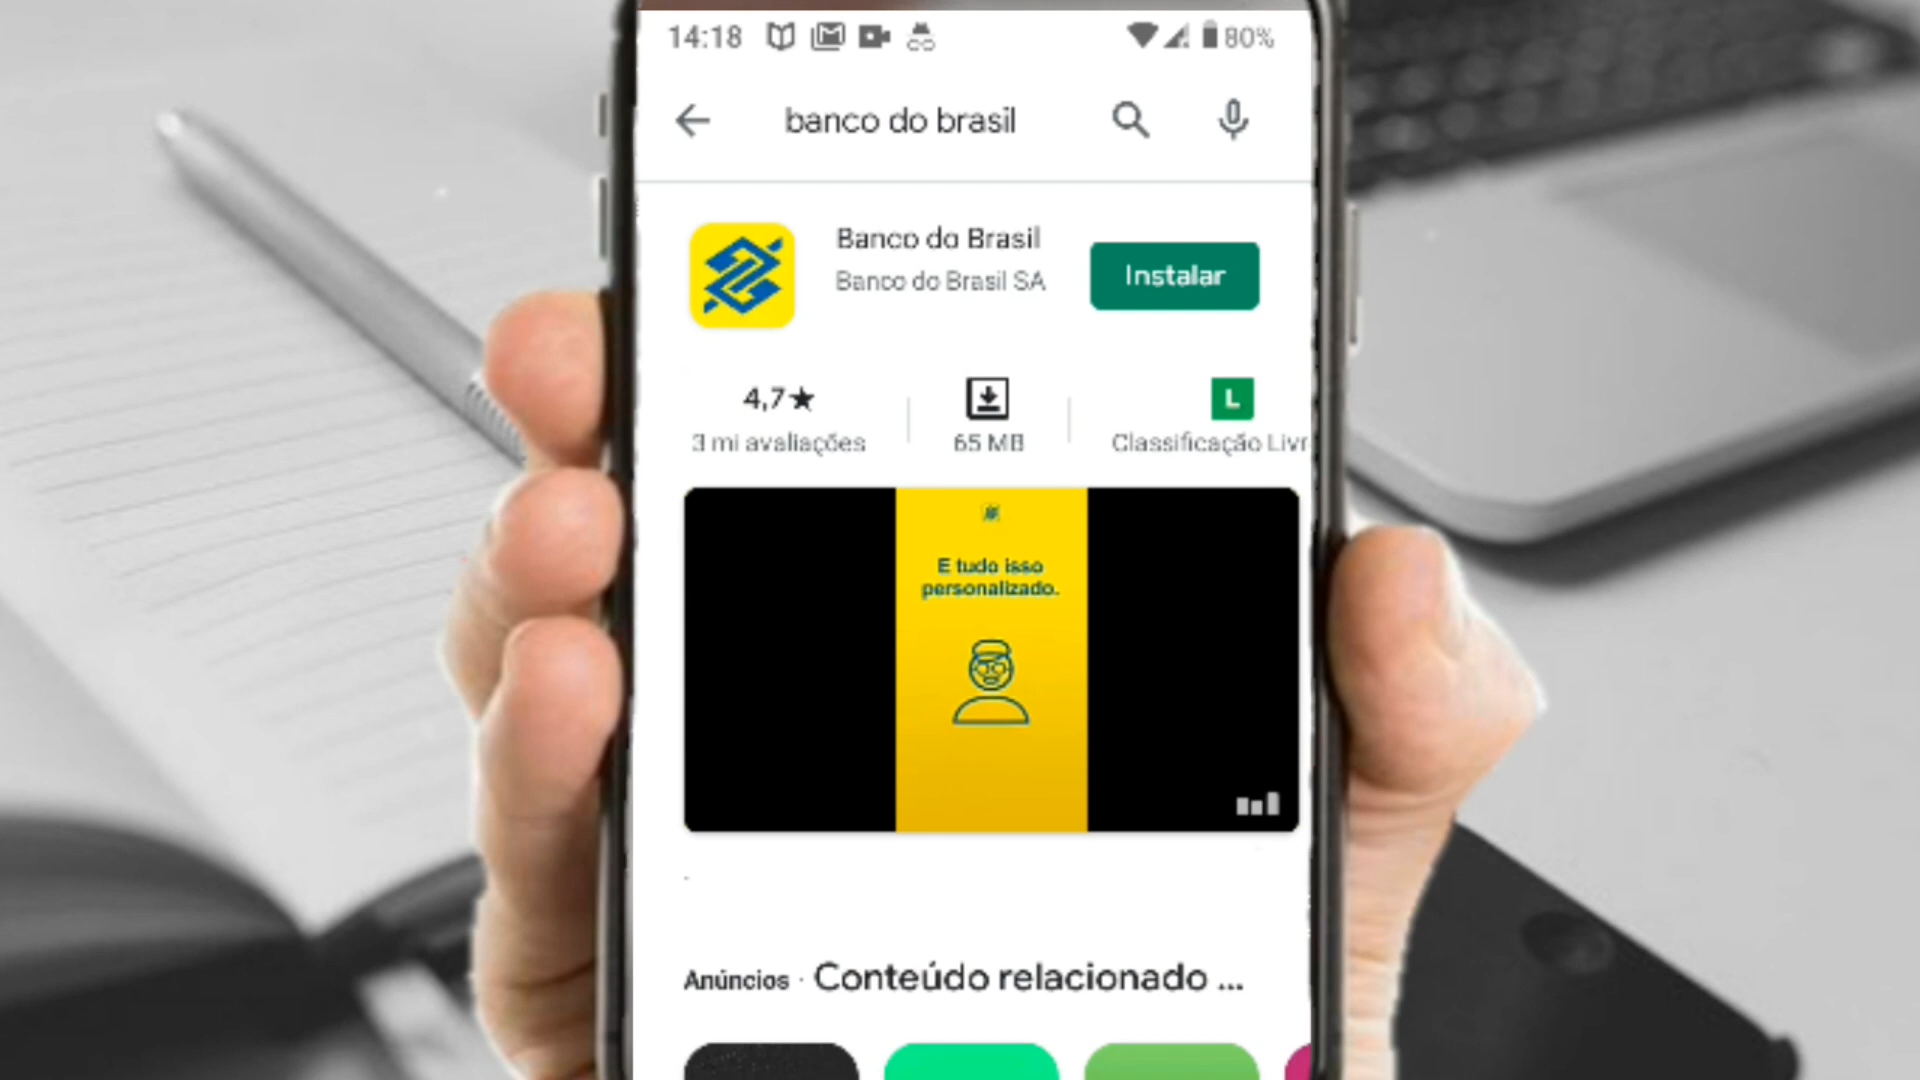 14:18
80%
banco do brasil
Banco do Brasil
Banco do Brasil SA
Instalar
4,7★
3 mi avaliações
65 MB
L
Classificação Livr
E tudo isso
personalizado.
Anúncios · Conteúdo relacionado ...